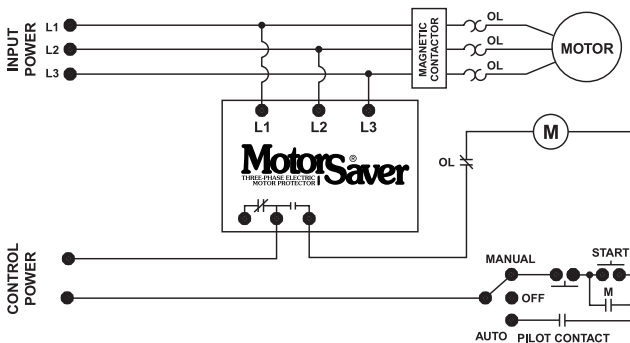 INPUT POWER
L1
L2
L3
MAGNETIC CONTACTOR
OL
OL
OL
MOTOR
L1 L2 L3
MotorSaver®
THREE-PHASE ELECTRIC
MOTOR PROTECTOR
OL
M
CONTROL POWER
MANUAL
START
OFF
M
AUTO
PILOT CONTACT